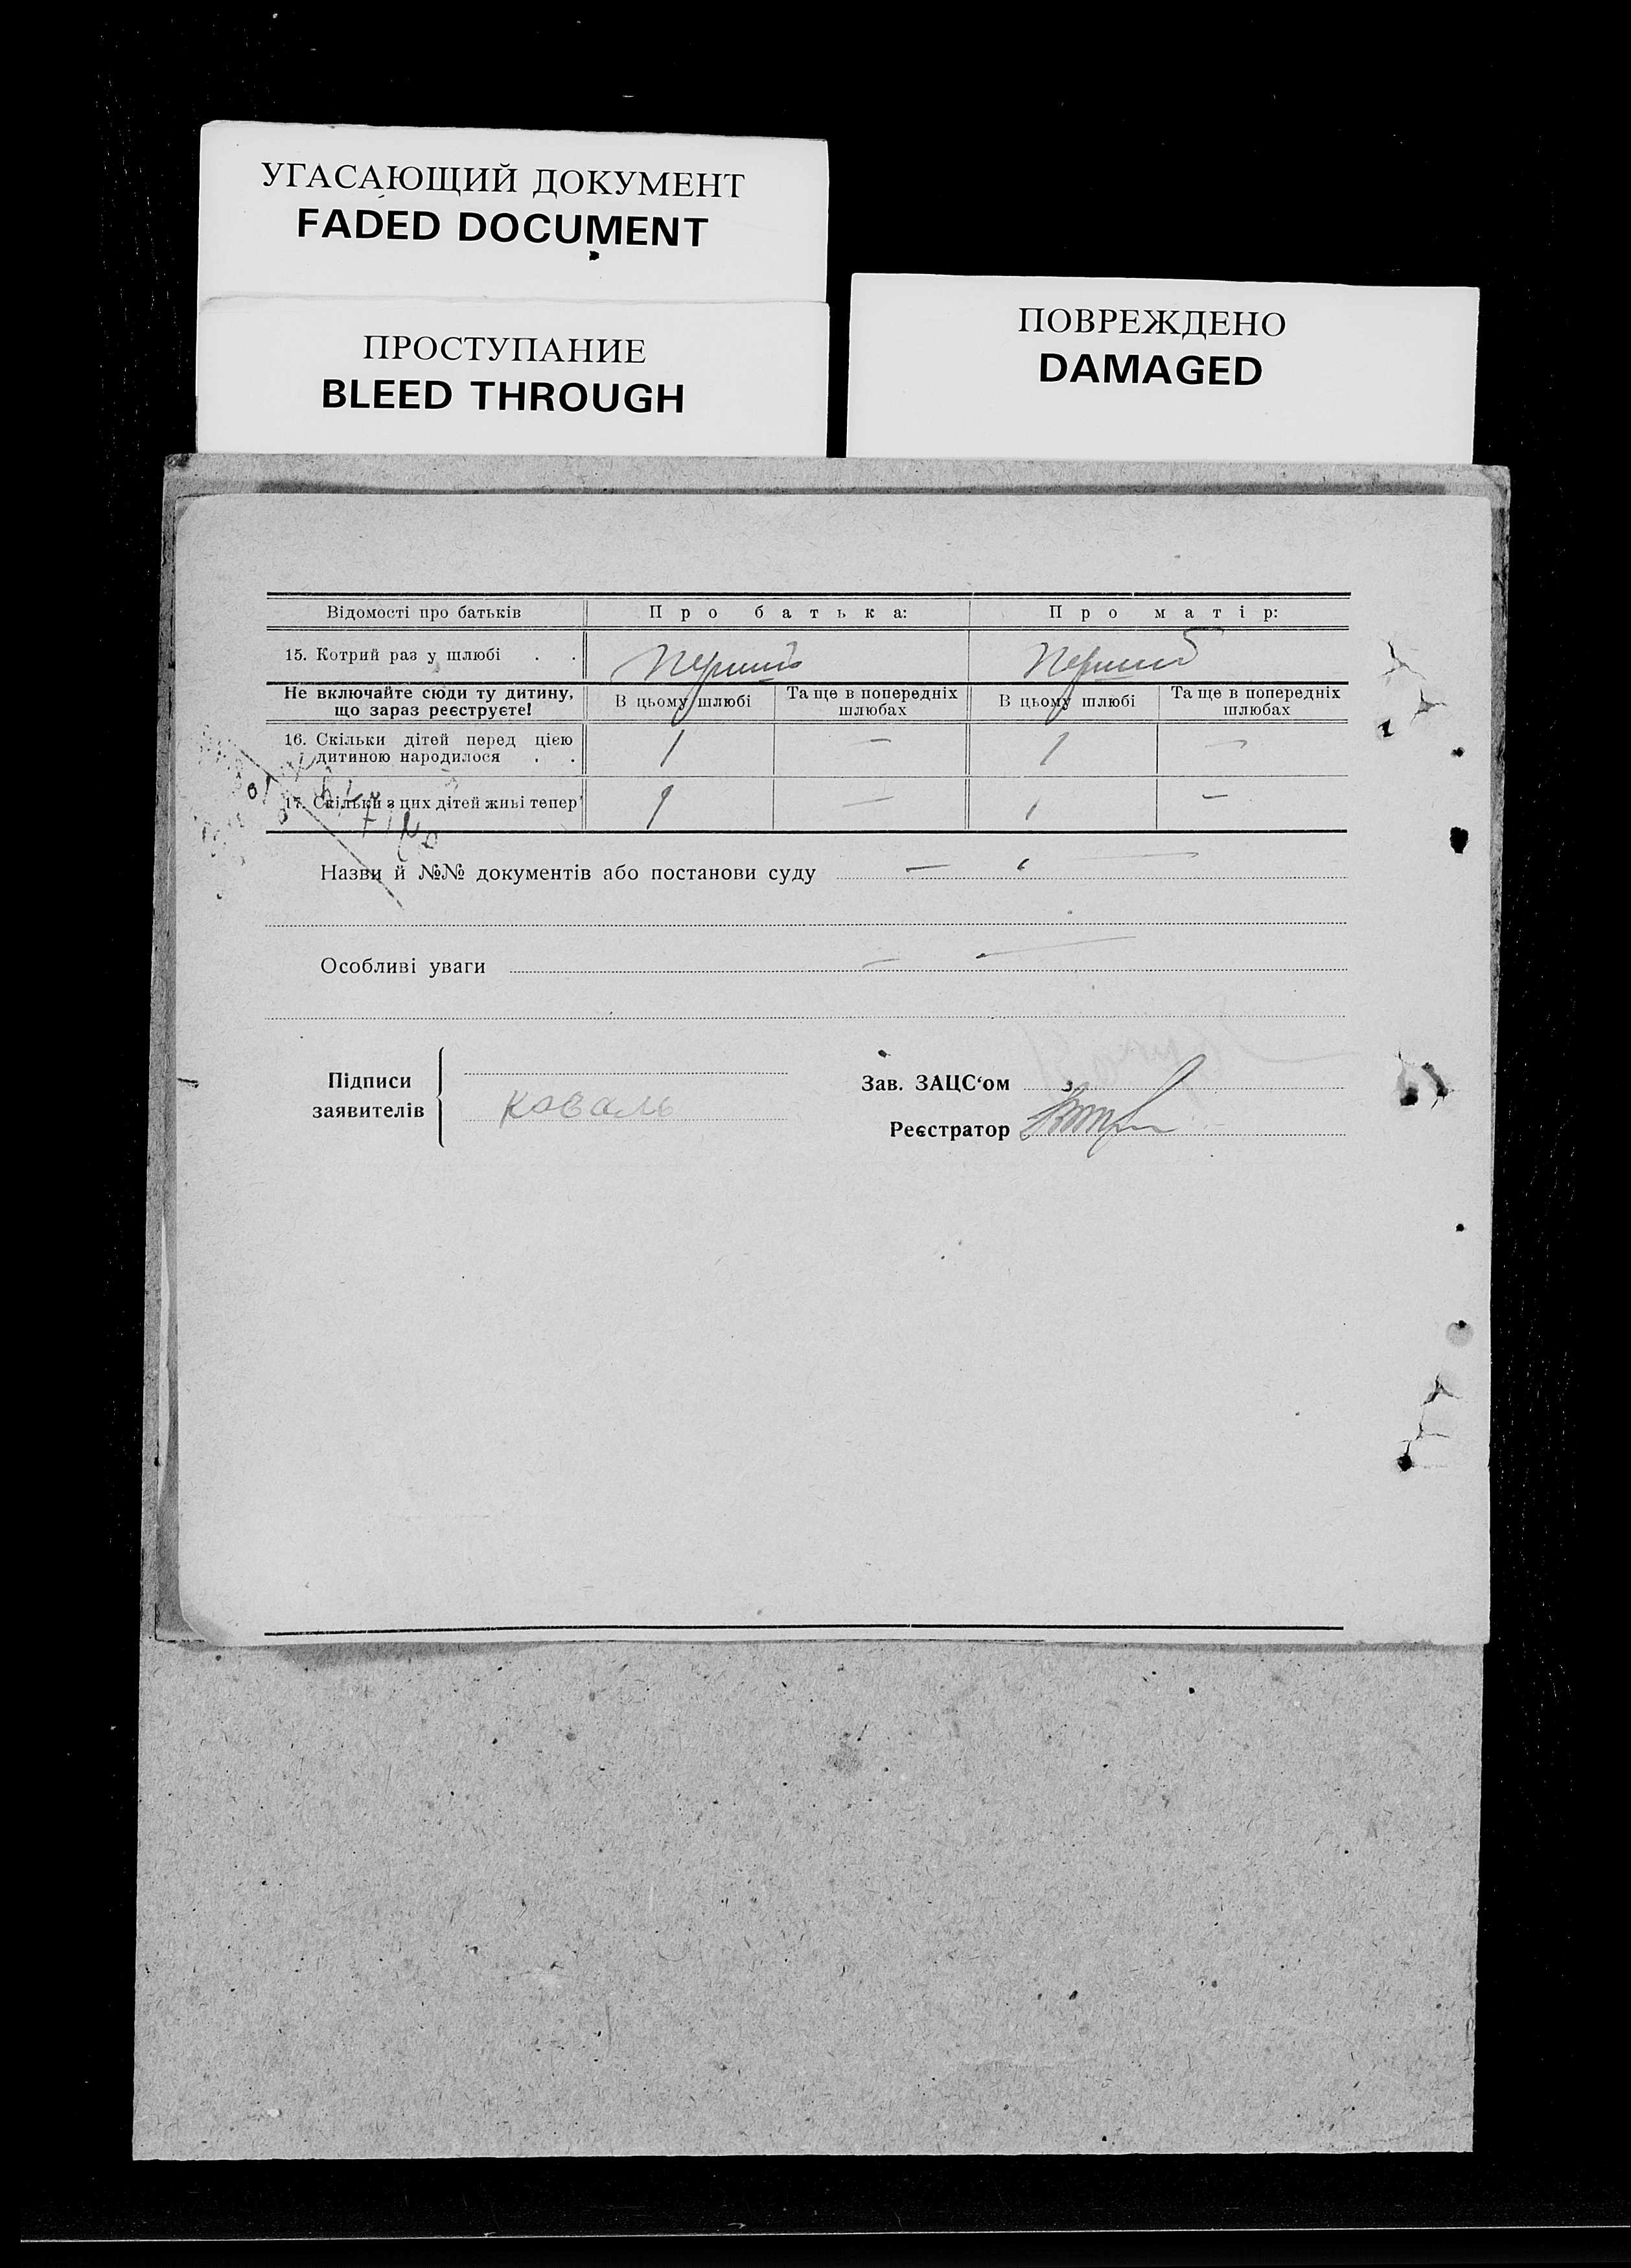 УГАСАЮЩИЙ ДОКУМЕНТ
FADED DOCUMENT
ПРОСТУПАНИЕ
BLEED THROUGH
ПОВРЕЖДЕНО
DAMAGED
Відомості про батьків Про батька: Про матір:
15. Котрий раз у шлюбі . . Перший Перший
Не включайте сюди ту дитину, що зараз реєструєте! В цьому шлюбі Та ще в попередніх шлюбах В цьому шлюбі Та ще в попередніх шлюбах
16. Скільки дітей перед цією дитиною народилося . . 1 — 1 —
17. Скільки з цих дітей живі тепер 1 — 1 —
Назви й №№ документів або постанови суду —
Особливі уваги —
Підписи заявителів
Коваль
Зав. ЗАЦС‘ом
Реєстратор